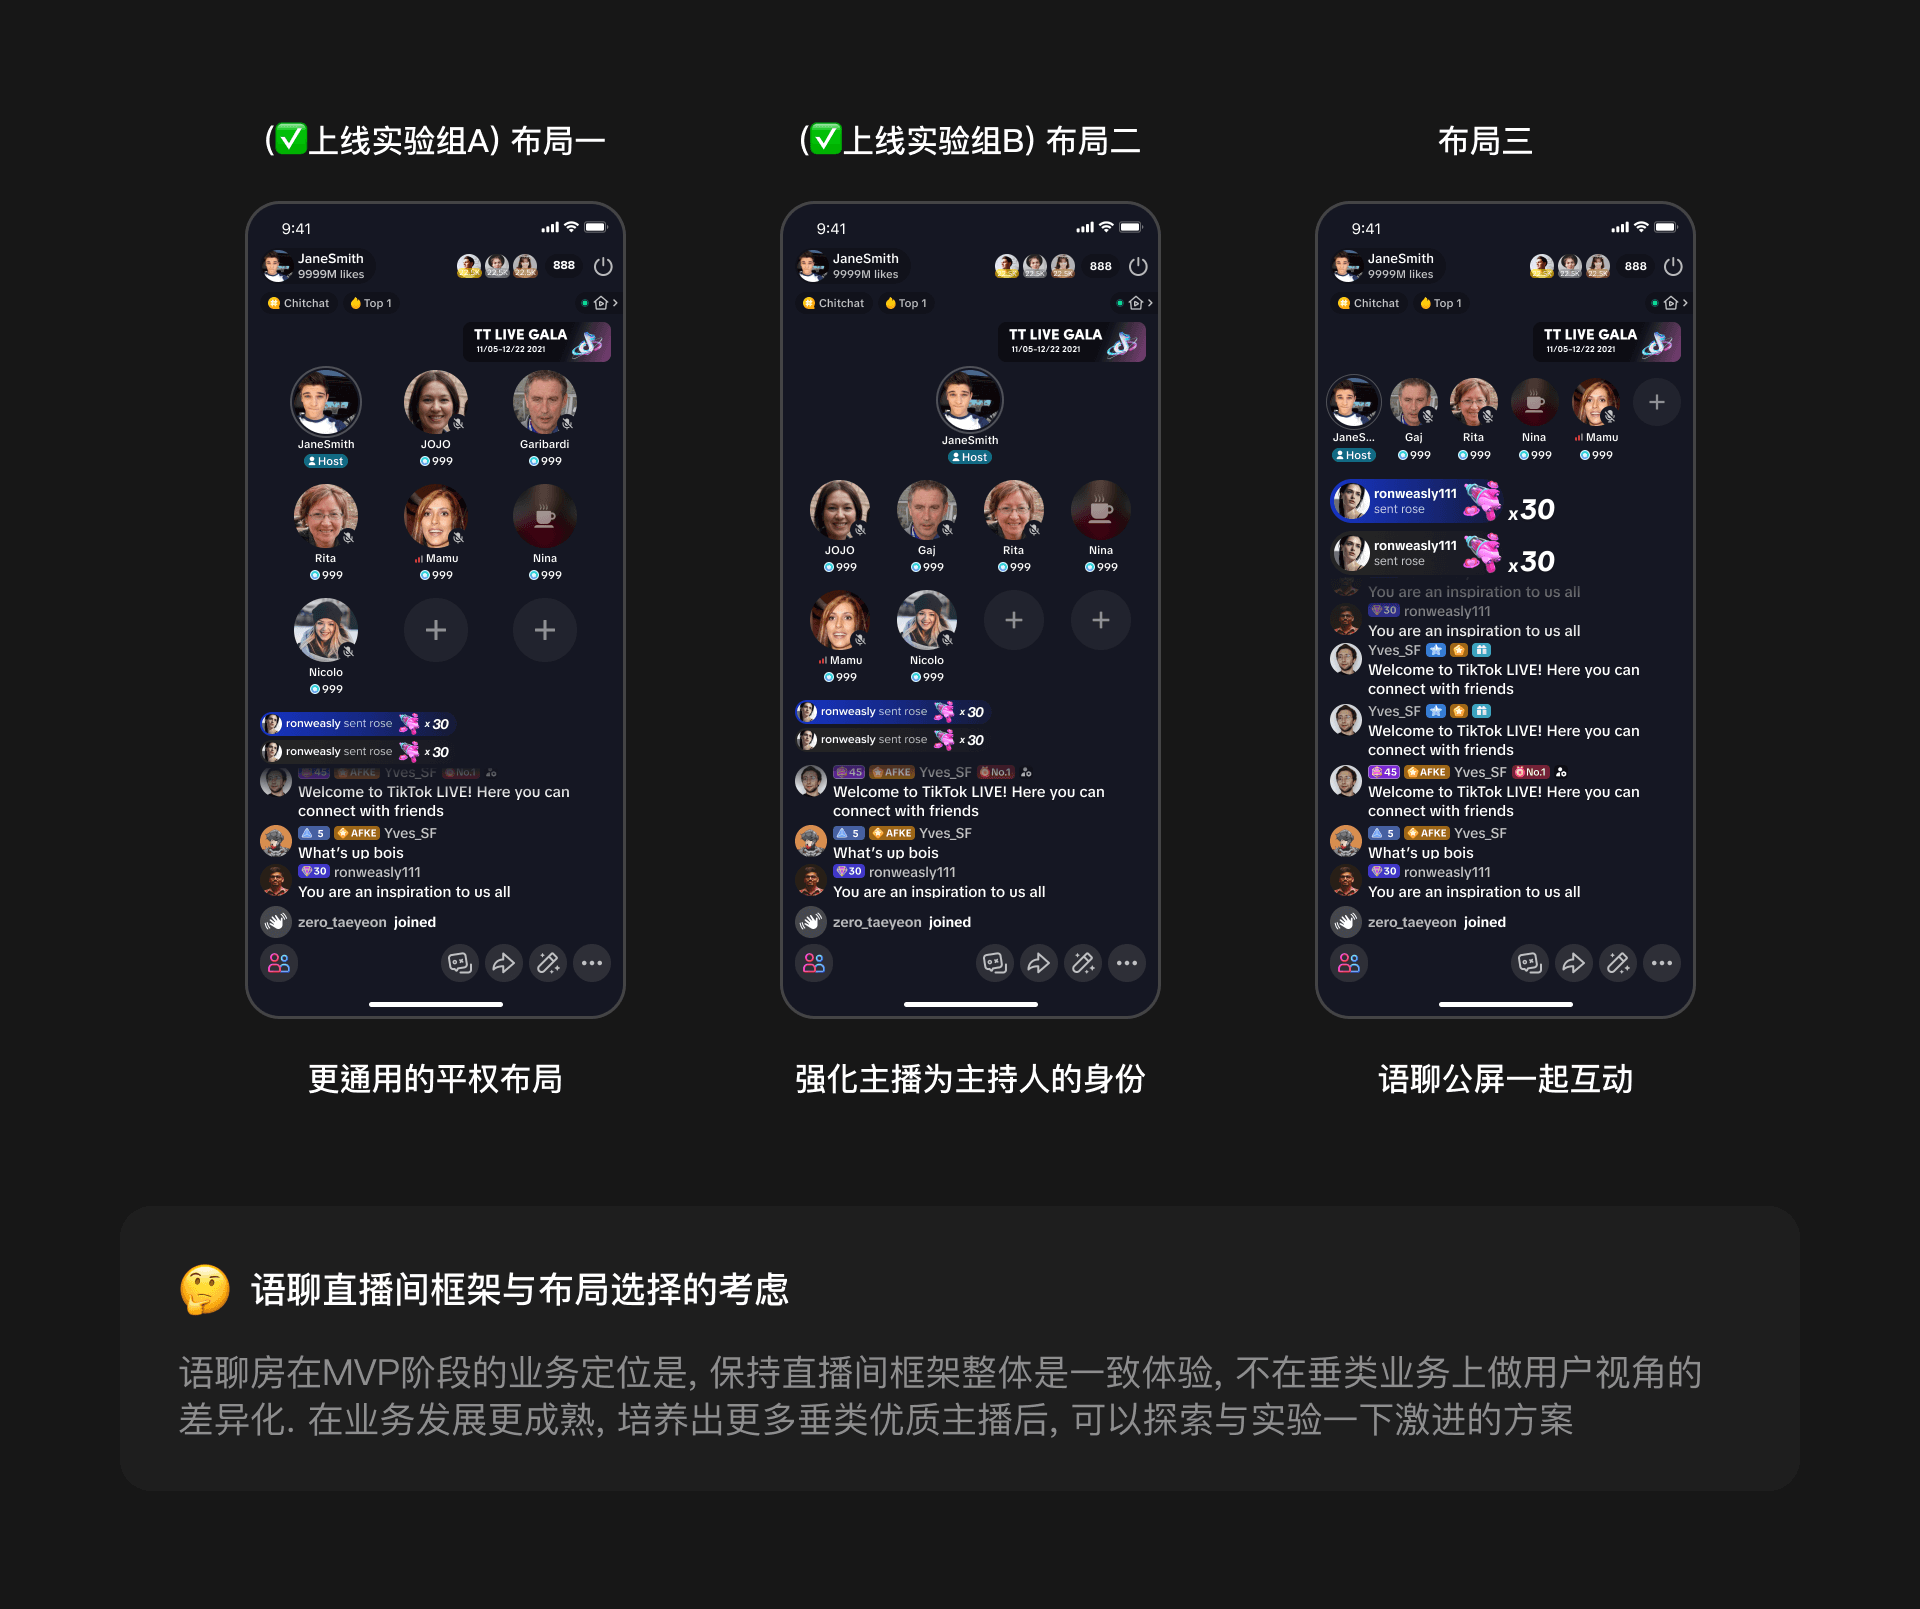 (✅上线实验组A) 布局一
9:41
JaneSmith
9999M likes
888
Chitchat
Top 1
TT LIVE GALA
11/05-12/22 2021
JaneSmith
Host
JOJO
999
Garibardi
999
Rita
999
Mamu
999
Nina
999
Nicolo
999
ronweasly sent rose x 30
ronweasly sent rose x 30
45 AFKE Yves_SF No.1
Welcome to TikTok LIVE! Here you can
connect with friends
5 AFKE Yves_SF
What's up bois
30 ronweasly111
You are an inspiration to us all
zero_taeyeon joined
更通用的平权布局
(✅上线实验组B) 布局二
9:41
JaneSmith
9999M likes
22.5K
888
Chitchat
Top 1
TT LIVE GALA
11/05-12/22 2021
JaneSmith
Host
JOJO
999
Gaj
999
Rita
999
Nina
999
Mamu
999
Nicolo
999
ronweasly sent rose x 30
ronweasly sent rose x 30
45 AFKE Yves_SF No.1
Welcome to TikTok LIVE! Here you can
connect with friends
5 AFKE Yves_SF
What's up bois
30 ronweasly111
You are an inspiration to us all
zero_taeyeon joined
强化主播为主持人的身份
布局三
9:41
JaneSmith
9999M likes
22.5K
888
Chitchat
Top 1
TT LIVE GALA
11/05-12/22 2021
JaneS...
Host
Gaj
999
Rita
999
Nina
999
Mamu
999
ronweasly111
sent rose
x30
ronweasly111
sent rose
x30
You are an inspiration to us all
30 ronweasly111
You are an inspiration to us all
Yves_SF
Welcome to TikTok LIVE! Here you can
connect with friends
Yves_SF
Welcome to TikTok LIVE! Here you can
connect with friends
45 AFKE Yves_SF No.1
Welcome to TikTok LIVE! Here you can
connect with friends
5 AFKE Yves_SF
What's up bois
30 ronweasly111
You are an inspiration to us all
zero_taeyeon joined
语聊公屏一起互动
🤔 语聊直播间框架与布局选择的考虑
语聊房在MVP阶段的业务定位是, 保持直播间框架整体是一致体验, 不在垂类业务上做用户视角的
差异化. 在业务发展更成熟, 培养出更多垂类优质主播后, 可以探索与实验一下激进的方案